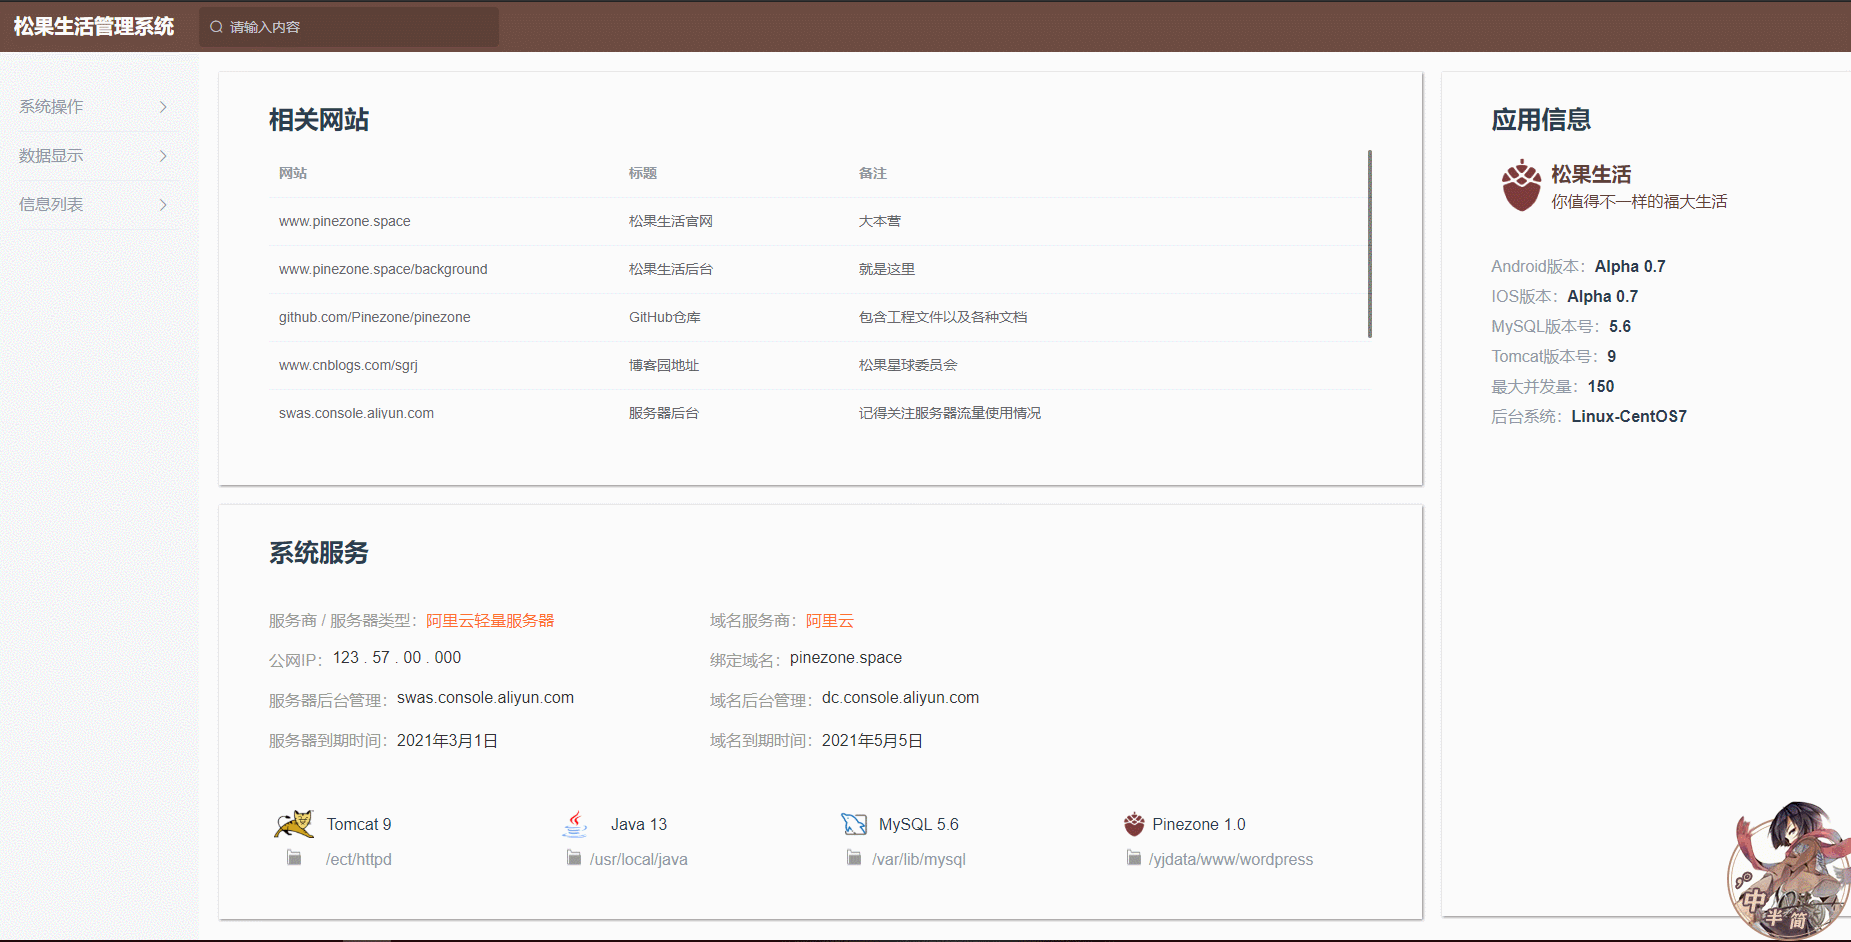 松果生活管理系统
请输入内容
系统操作
数据显示
信息列表
相关网站
网站 标题 备注
www.pinezone.space 松果生活官网 大本营
www.pinezone.space/background 松果生活后台 就是这里
github.com/Pinezone/pinezone GitHub仓库 包含工程文件以及各种文档
www.cnblogs.com/sgrj 博客园地址 松果星球委员会
swas.console.aliyun.com 服务器后台 记得关注服务器流量使用情况
系统服务
服务商 / 服务器类型：阿里云轻量服务器 域名服务商：阿里云
公网IP：123 . 57 . 00 . 000 绑定域名：pinezone.space
服务器后台管理：swas.console.aliyun.com 域名后台管理：dc.console.aliyun.com
服务器到期时间：2021年3月1日 域名到期时间：2021年5月5日
Tomcat 9 Java 13 MySQL 5.6 Pinezone 1.0
/ect/httpd /usr/local/java /var/lib/mysql /yjdata/www/wordpress
应用信息
松果生活
你值得不一样的福大生活
Android版本：Alpha 0.7
IOS版本：Alpha 0.7
MySQL版本号：5.6
Tomcat版本号：9
最大并发量：150
后台系统：Linux-CentOS7
中
半
简